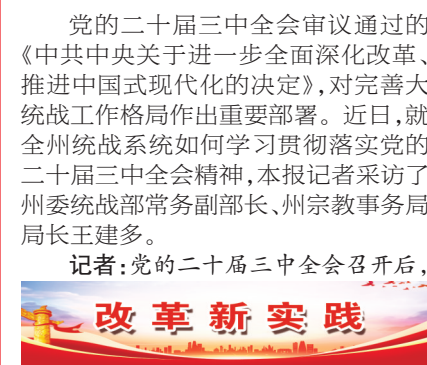 党的二十届三中全会审议通过的
《中共中央关于进一步全面深化改革、
推进中国式现代化的决定》,对完善大
统战工作格局作出重要部署。近日,就
全州统战系统如何学习贯彻落实党的
二十届三中全会精神,本报记者采访了
州委统战部常务副部长、州宗教事务局
局长王建多。
记者:党的二十届三中全会召开后,
改革新实践